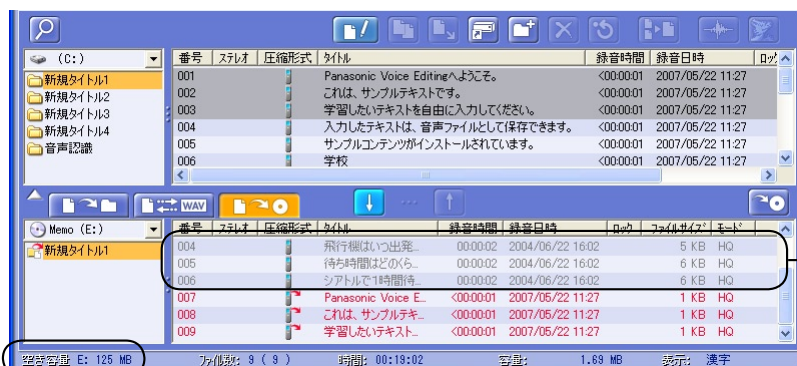 (C:)
番号 ステレオ 圧縮形式 タイトル 録音時間 録音日時 ロッ
新規タイトル1
新規タイトル2
新規タイトル3
新規タイトル4
音声認識
001 Panasonic Voice Editingへようこそ。 <00:00:01 2007/05/22 11:27
002 これは、サンプルテキストです。 <00:00:01 2007/05/22 11:27
003 学習したいテキストを自由に入力してください。 <00:00:01 2007/05/22 11:27
004 入力したテキストは、音声ファイルとして保存できます。 <00:00:01 2007/05/22 11:27
005 サンプルコンテンツがインストールされています。 <00:00:01 2007/05/22 11:27
006 学校 <00:00:01 2007/05/22 11:27
WAV
Memo (E:)
番号 ステレオ 圧縮形式 タイトル 録音時間 録音日時 ロック ファイルサイズ モード
新規タイトル1
004 飛行機はいつ出発... 00:00:02 2004/06/22 16:02 5 KB HQ
005 待ち時間はどのくら... 00:00:02 2004/06/22 16:02 6 KB HQ
006 シアトルで1時間待... 00:00:02 2004/06/22 16:02 6 KB HQ
007 Panasonic Voice E... <00:00:01 2007/05/22 11:27 1 KB HQ
008 これは、サンプルテキ... <00:00:01 2007/05/22 11:27 1 KB HQ
009 学習したいテキスト... <00:00:01 2007/05/22 11:27 1 KB HQ
空き容量 E: 125 MB ファイル数: 9 ( 9 ) 時間: 00:19:02 容量: 1.69 MB 表示: 漢字